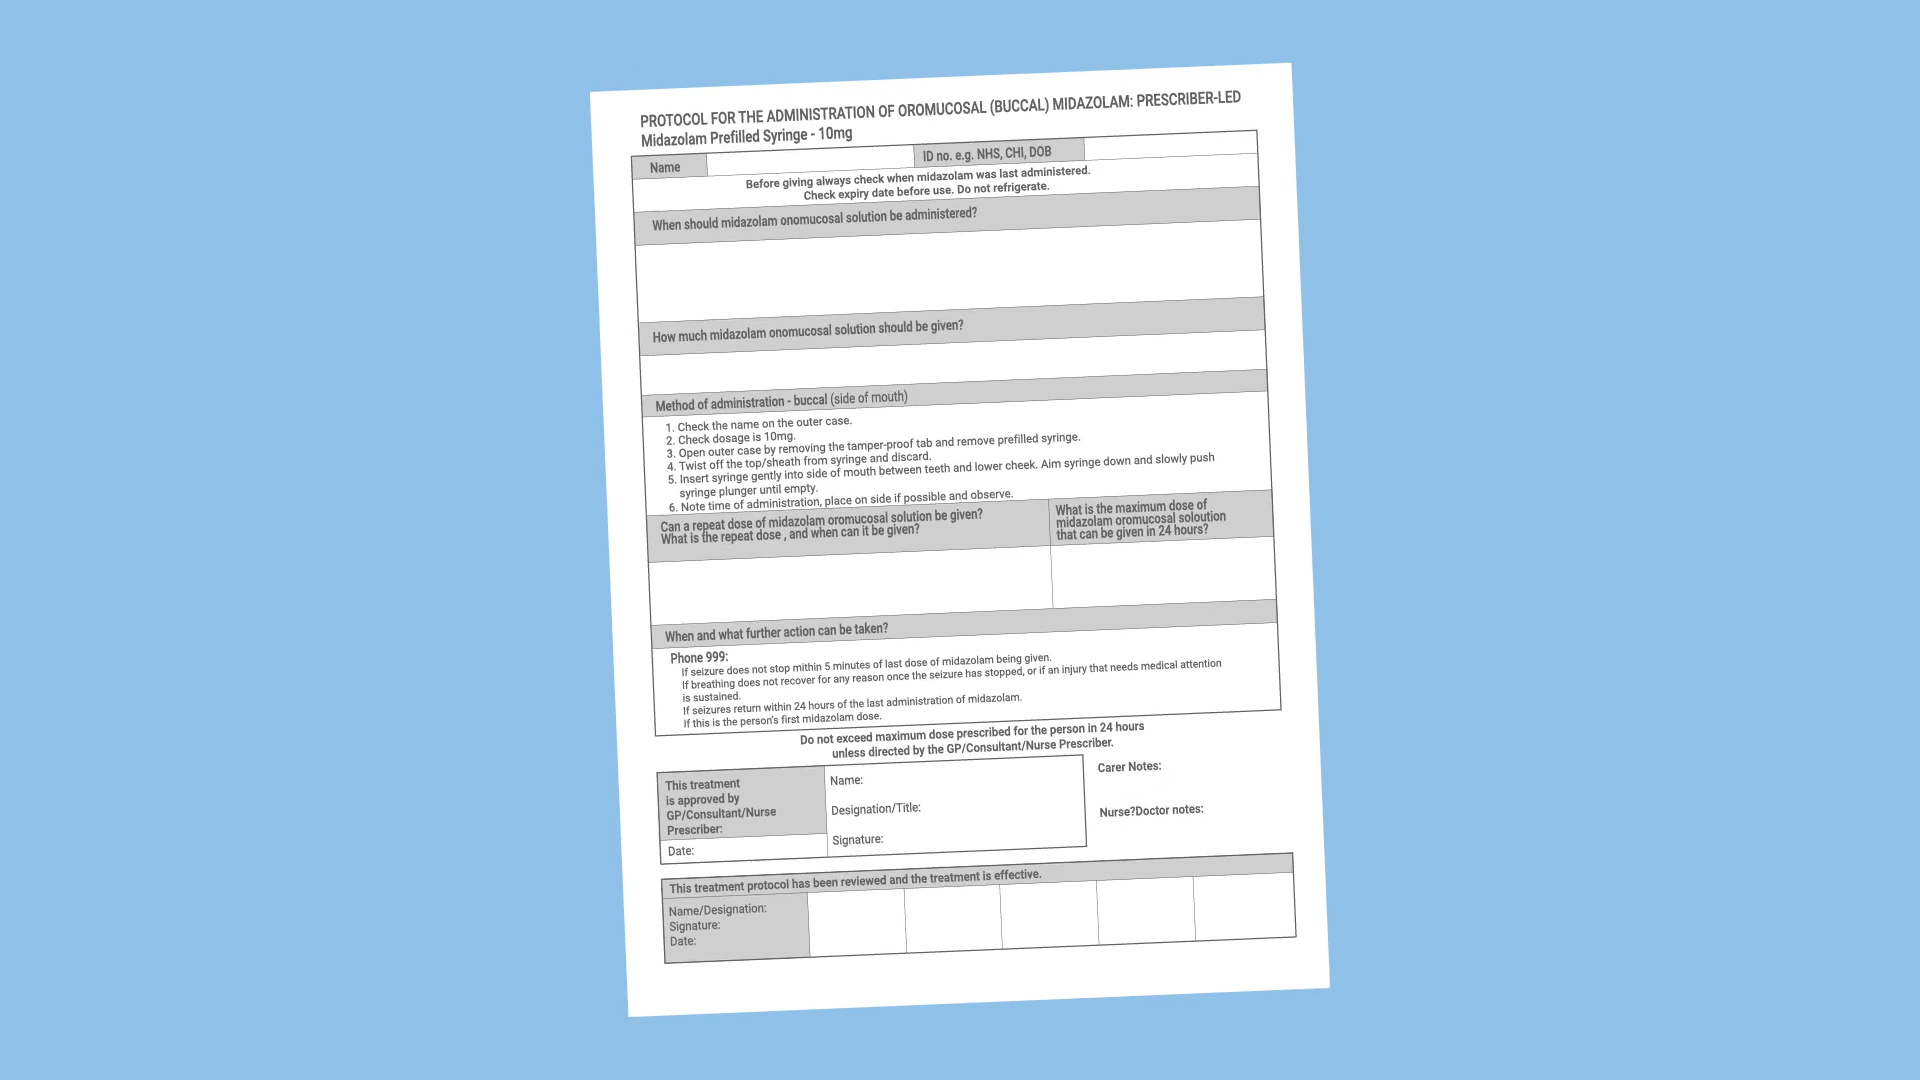 PROTOCOL FOR THE ADMINISTRATION OF OROMUCOSAL (BUCCAL) MIDAZOLAM: PRESCRIBER-LED
Midazolam Prefilled Syringe - 10mg
Name
ID no. e.g. NHS, CHI, DOB
Before giving always check when midazolam was last administered.
Check expiry date before use. Do not refrigerate.
When should midazolam onomucosal solution be administered?
How much midazolam onomucosal solution should be given?
Method of administration - buccal (side of mouth)
1. Check the name on the outer case.
2. Check dosage is 10mg.
3. Open outer case by removing the tamper-proof tab and remove prefilled syringe.
4. Twist off the top/sheath from syringe and discard.
5. Insert syringe gently into side of mouth between teeth and lower cheek. Aim syringe down and slowly push
syringe plunger until empty.
6. Note time of administration, place on side if possible and observe.
Can a repeat dose of midazolam oromucosal solution be given?
What is the repeat dose , and when can it be given?
What is the maximum dose of
midazolam oromucosal soloution
that can be given in 24 hours?
When and what further action can be taken?
Phone 999:
If seizure does not stop mithin 5 minutes of last dose of midazolam being given.
If breathing does not recover for any reason once the seizure has stopped, or if an injury that needs medical attention
is sustained.
If seizures return within 24 hours of the last administration of midazolam.
If this is the person's first midazolam dose.
Do not exceed maximum dose prescribed for the person in 24 hours
unless directed by the GP/Consultant/Nurse Prescriber.
This treatment
is approved by
GP/Consultant/Nurse
Prescriber:
Date:
Name:
Designation/Title:
Signature:
Carer Notes:
Nurse?Doctor notes:
This treatment protocol has been reviewed and the treatment is effective.
Name/Designation:
Signature:
Date: